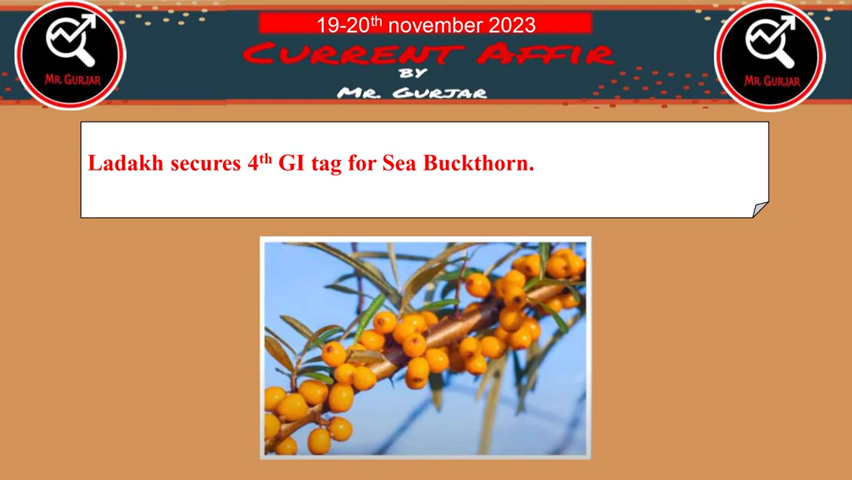 19-20th november 2023
CURRENT AFFIR
BY
MR. GURJAR
MR. GURJAR
MR. GURJAR
Ladakh secures 4th GI tag for Sea Buckthorn.